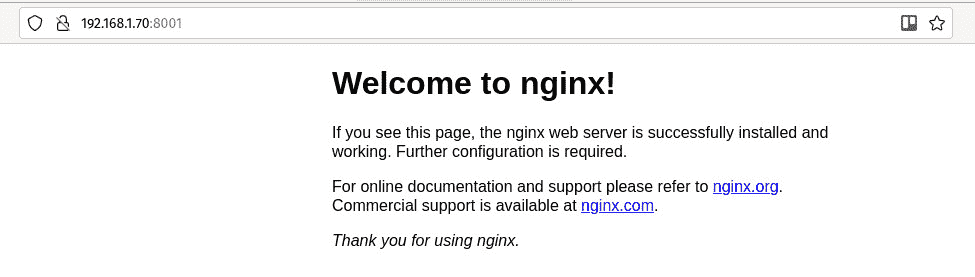 192.168.1.70:8001
Welcome to nginx!
If you see this page, the nginx web server is successfully installed and
working. Further configuration is required.
For online documentation and support please refer to nginx.org.
Commercial support is available at nginx.com.
Thank you for using nginx.